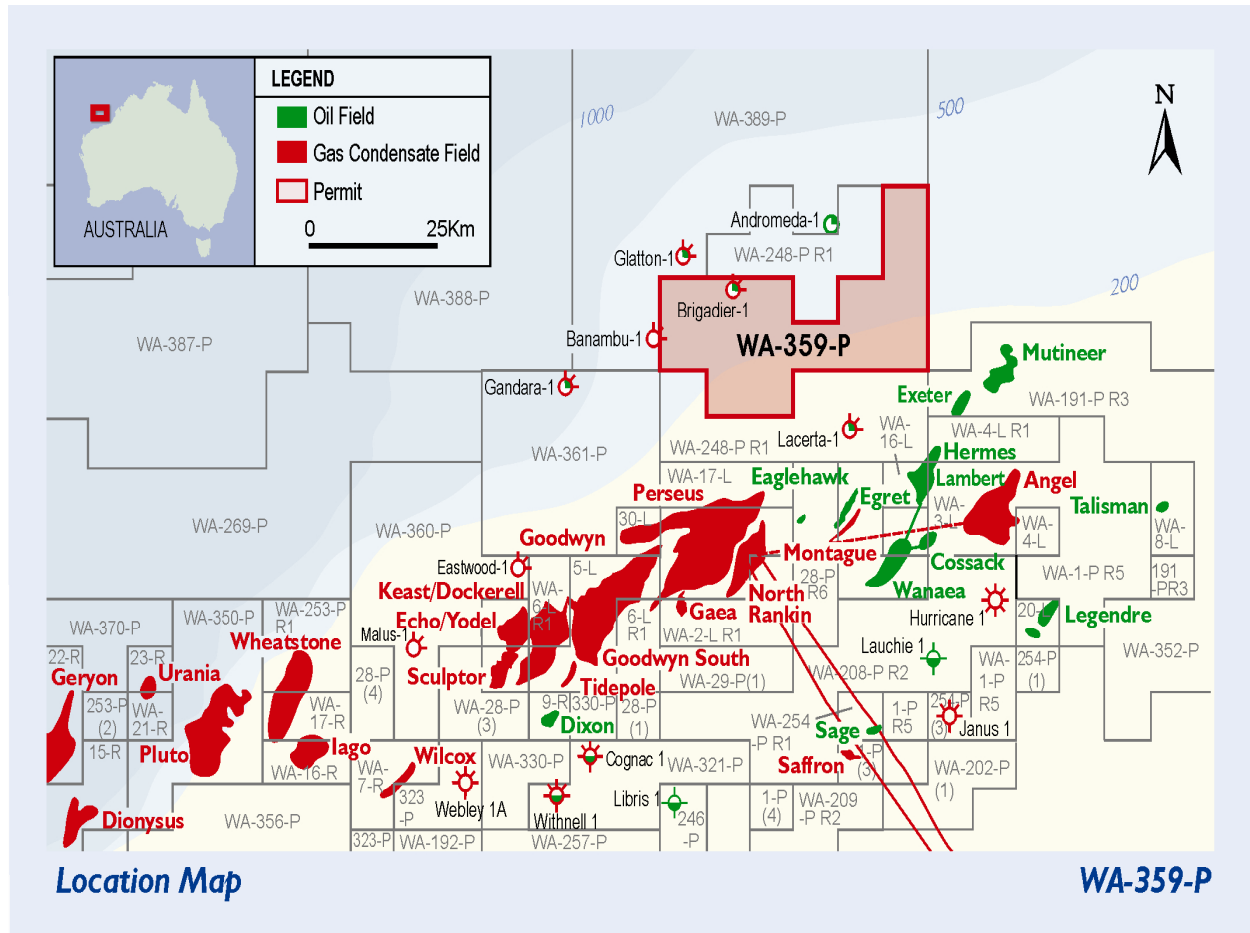 LEGEND
Oil Field
Gas Condensate Field
Permit
0 25Km
AUSTRALIA
N
1000
500
200
WA-389-P
Andromeda-1
WA-248-P R1
Glatton-1
Brigadier-1
WA-388-P
Banambu-1
WA-359-P
WA-387-P
Gandara-1
Mutineer
Exeter
WA-191-P R3
Lacerta-1
WA-
16-L
WA-4-L R1
WA-248-P R1
WA-361-P
Hermes
WA-17-L
Eaglehawk
Lambert
Angel
Perseus
Egret
WA-
3-L
Talisman
WA-269-P
WA-360-P
30-L
Goodwyn
WA-
4-L
WA-
8-L
Montague
Cossack
Eastwood-1
5-L
28-P
R6
WA-1-P R5
191
-PR3
Keast/Dockerell
WA-
6-L
R1
Wanaea
North
Rankin
WA-253-P
R1
WA-350-P
Echo/Yodel
6-L
R1
Gaea
Hurricane 1
20-L
Legendre
WA-370-P
Malus-1
WA-2-L R1
Wheatstone
Lauchie 1
WA-352-P
22-R
23-R
Urania
Goodwyn South
Geryon
28-P
(4)
Sculptor
Tidepole
WA-29-P(1)
WA-208-P R2
WA-
1-P
R5
254-P
(1)
253-P
(2)
WA-
21-R
WA-
17-R
WA-28-P
(3)
9-R
330-P
28-P
(1)
Dixon
WA-254
-P R1
1-P
R5
254-P
(3)
Janus 1
Sage
15-R
Pluto
Iago
WA-16-R
Wilcox
WA-
7-R
WA-330-P
Cognac 1
WA-321-P
Saffron
1-P
(3)
WA-202-P
(1)
Webley 1A
323
-P
Withnell 1
Libris 1
246
-P
1-P
(4)
WA-209
-P R2
Dionysus
WA-356-P
323-P
WA-192-P
WA-257-P
Location Map
WA-359-P